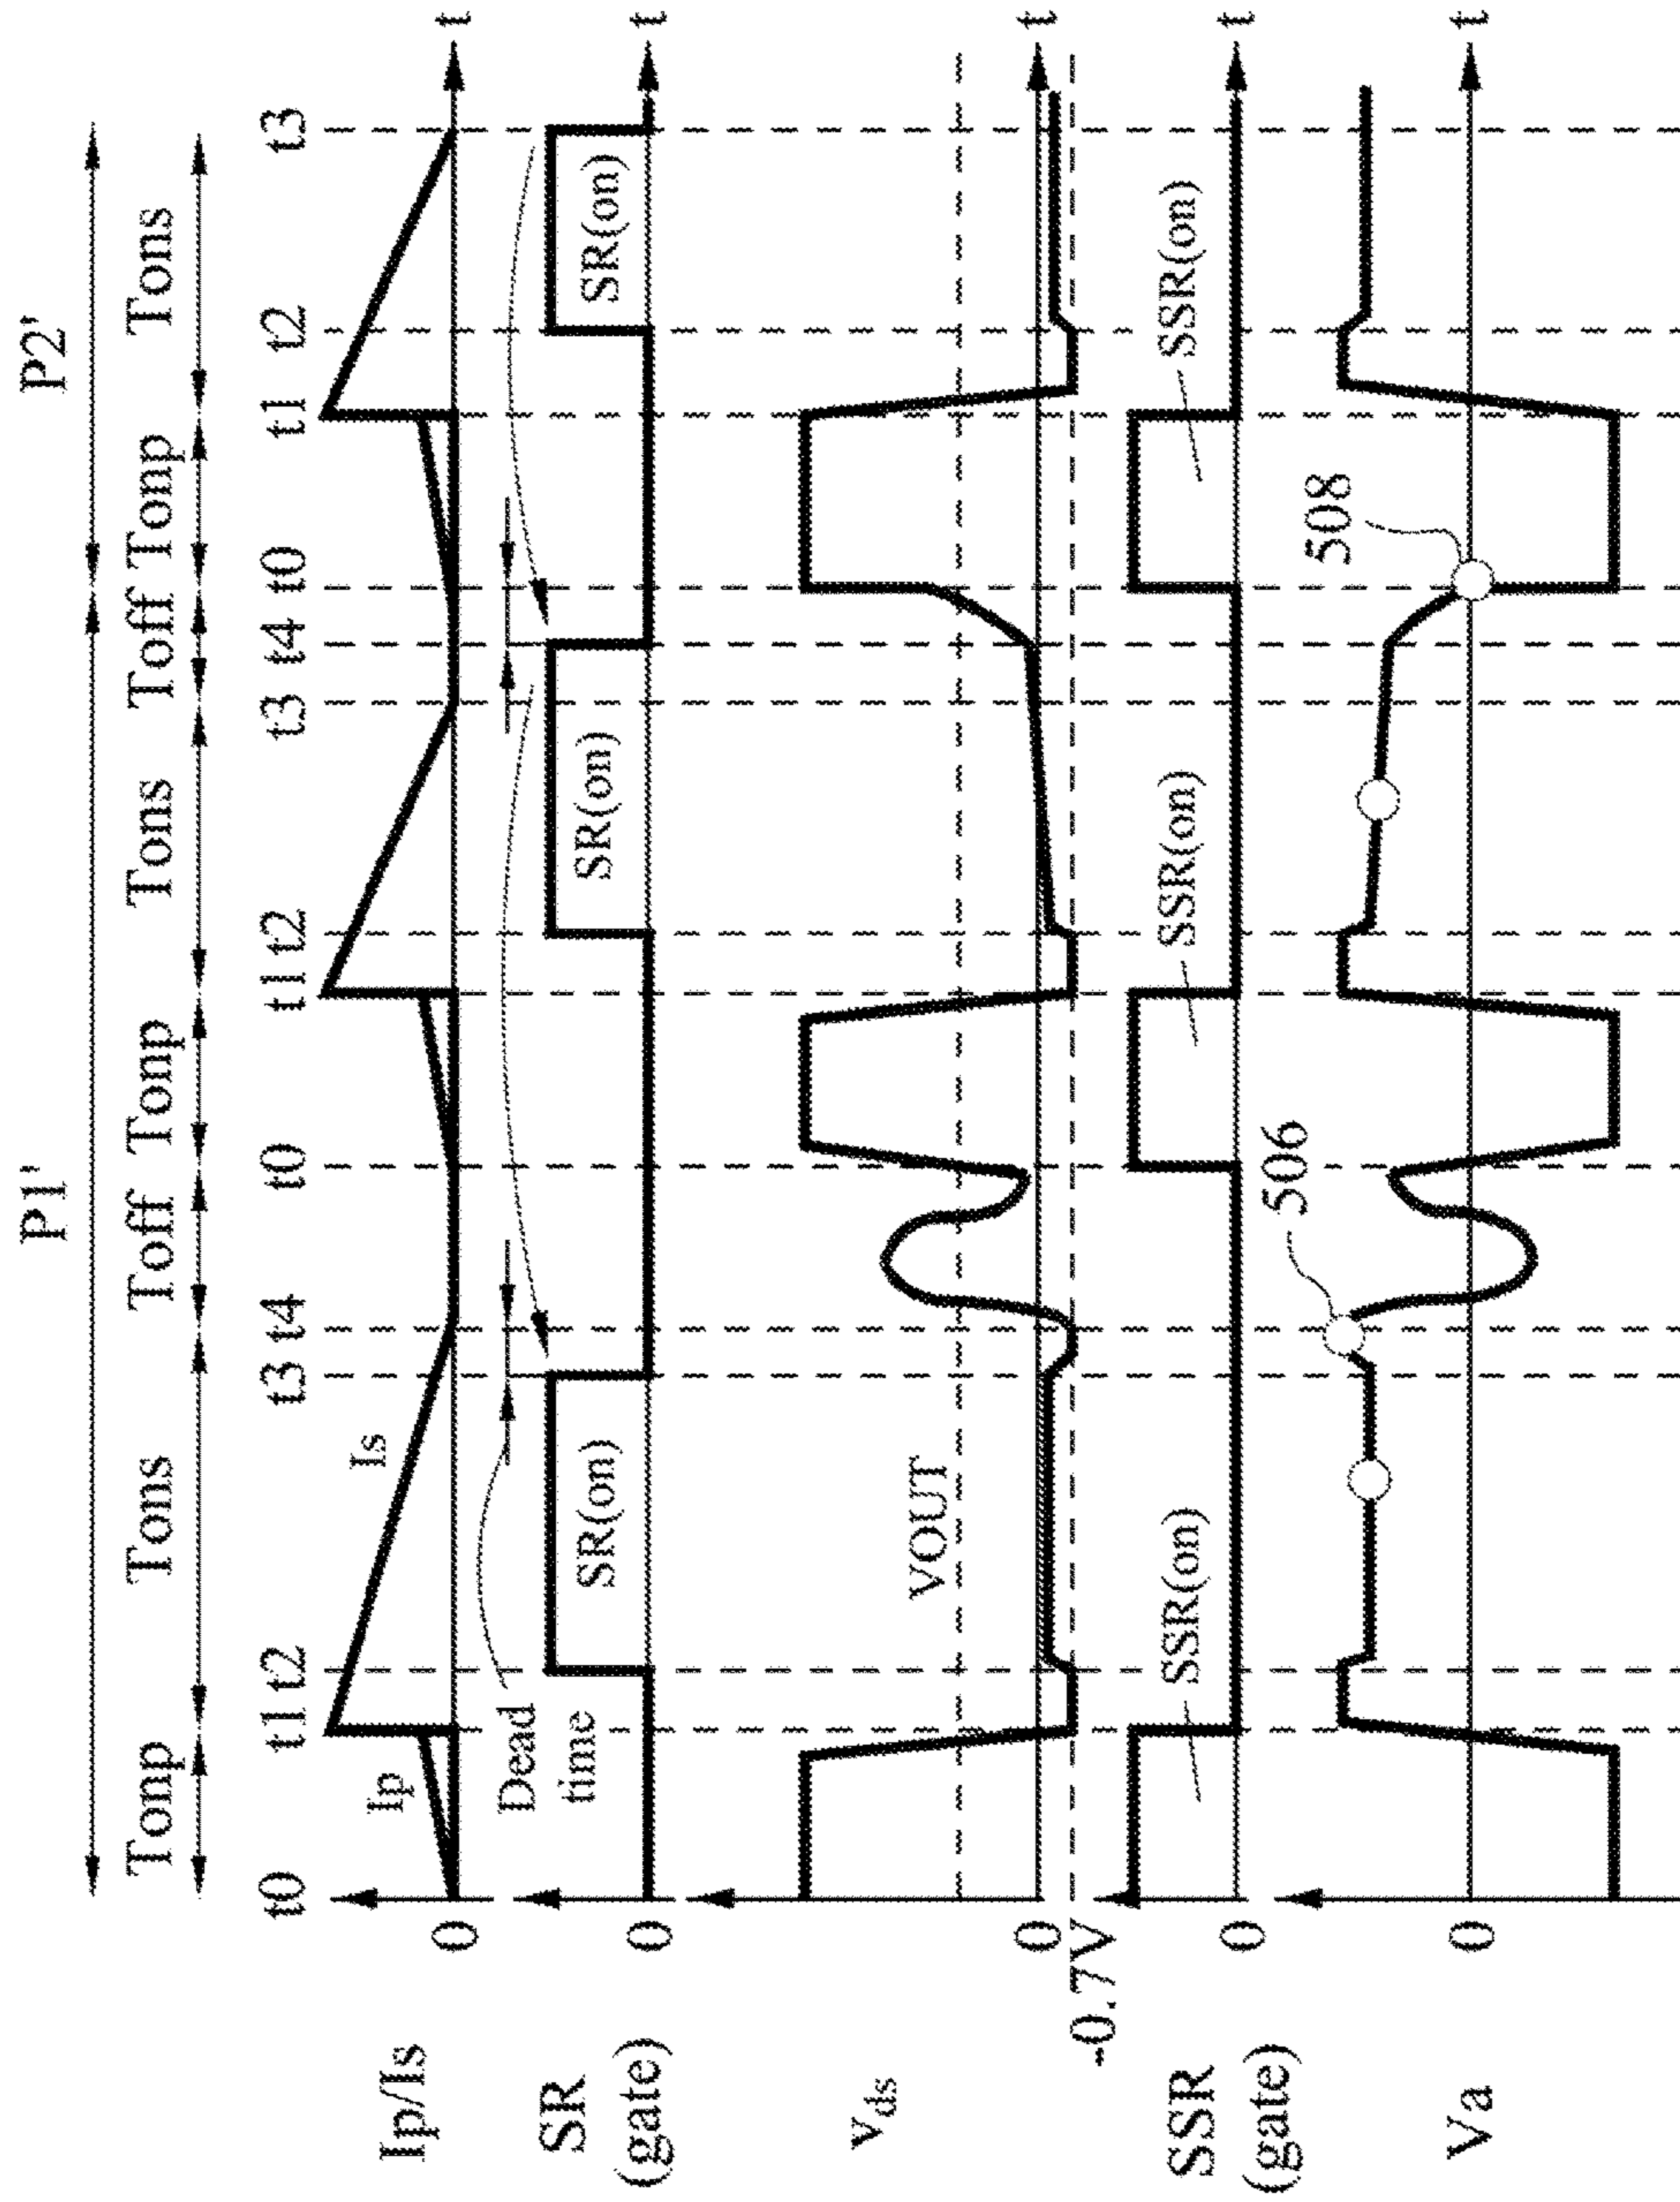 P1' P2'
Tonp Tons Toff Tonp Tons Toff Tonp Tons
t0 t1 t2 t3 t4 t0 t1 t2 t3 t4 t0 t1 t2 t3
Ip/Is
Ip Is
0 t
Dead
time
SR
(gate)
SR(on) SR(on) SR(on)
0 t
vds
VOUT
0 t
-0.7V
SSR
(gate)
SSR(on) SSR(on) SSR(on)
0 t
506 508
Va
0 t